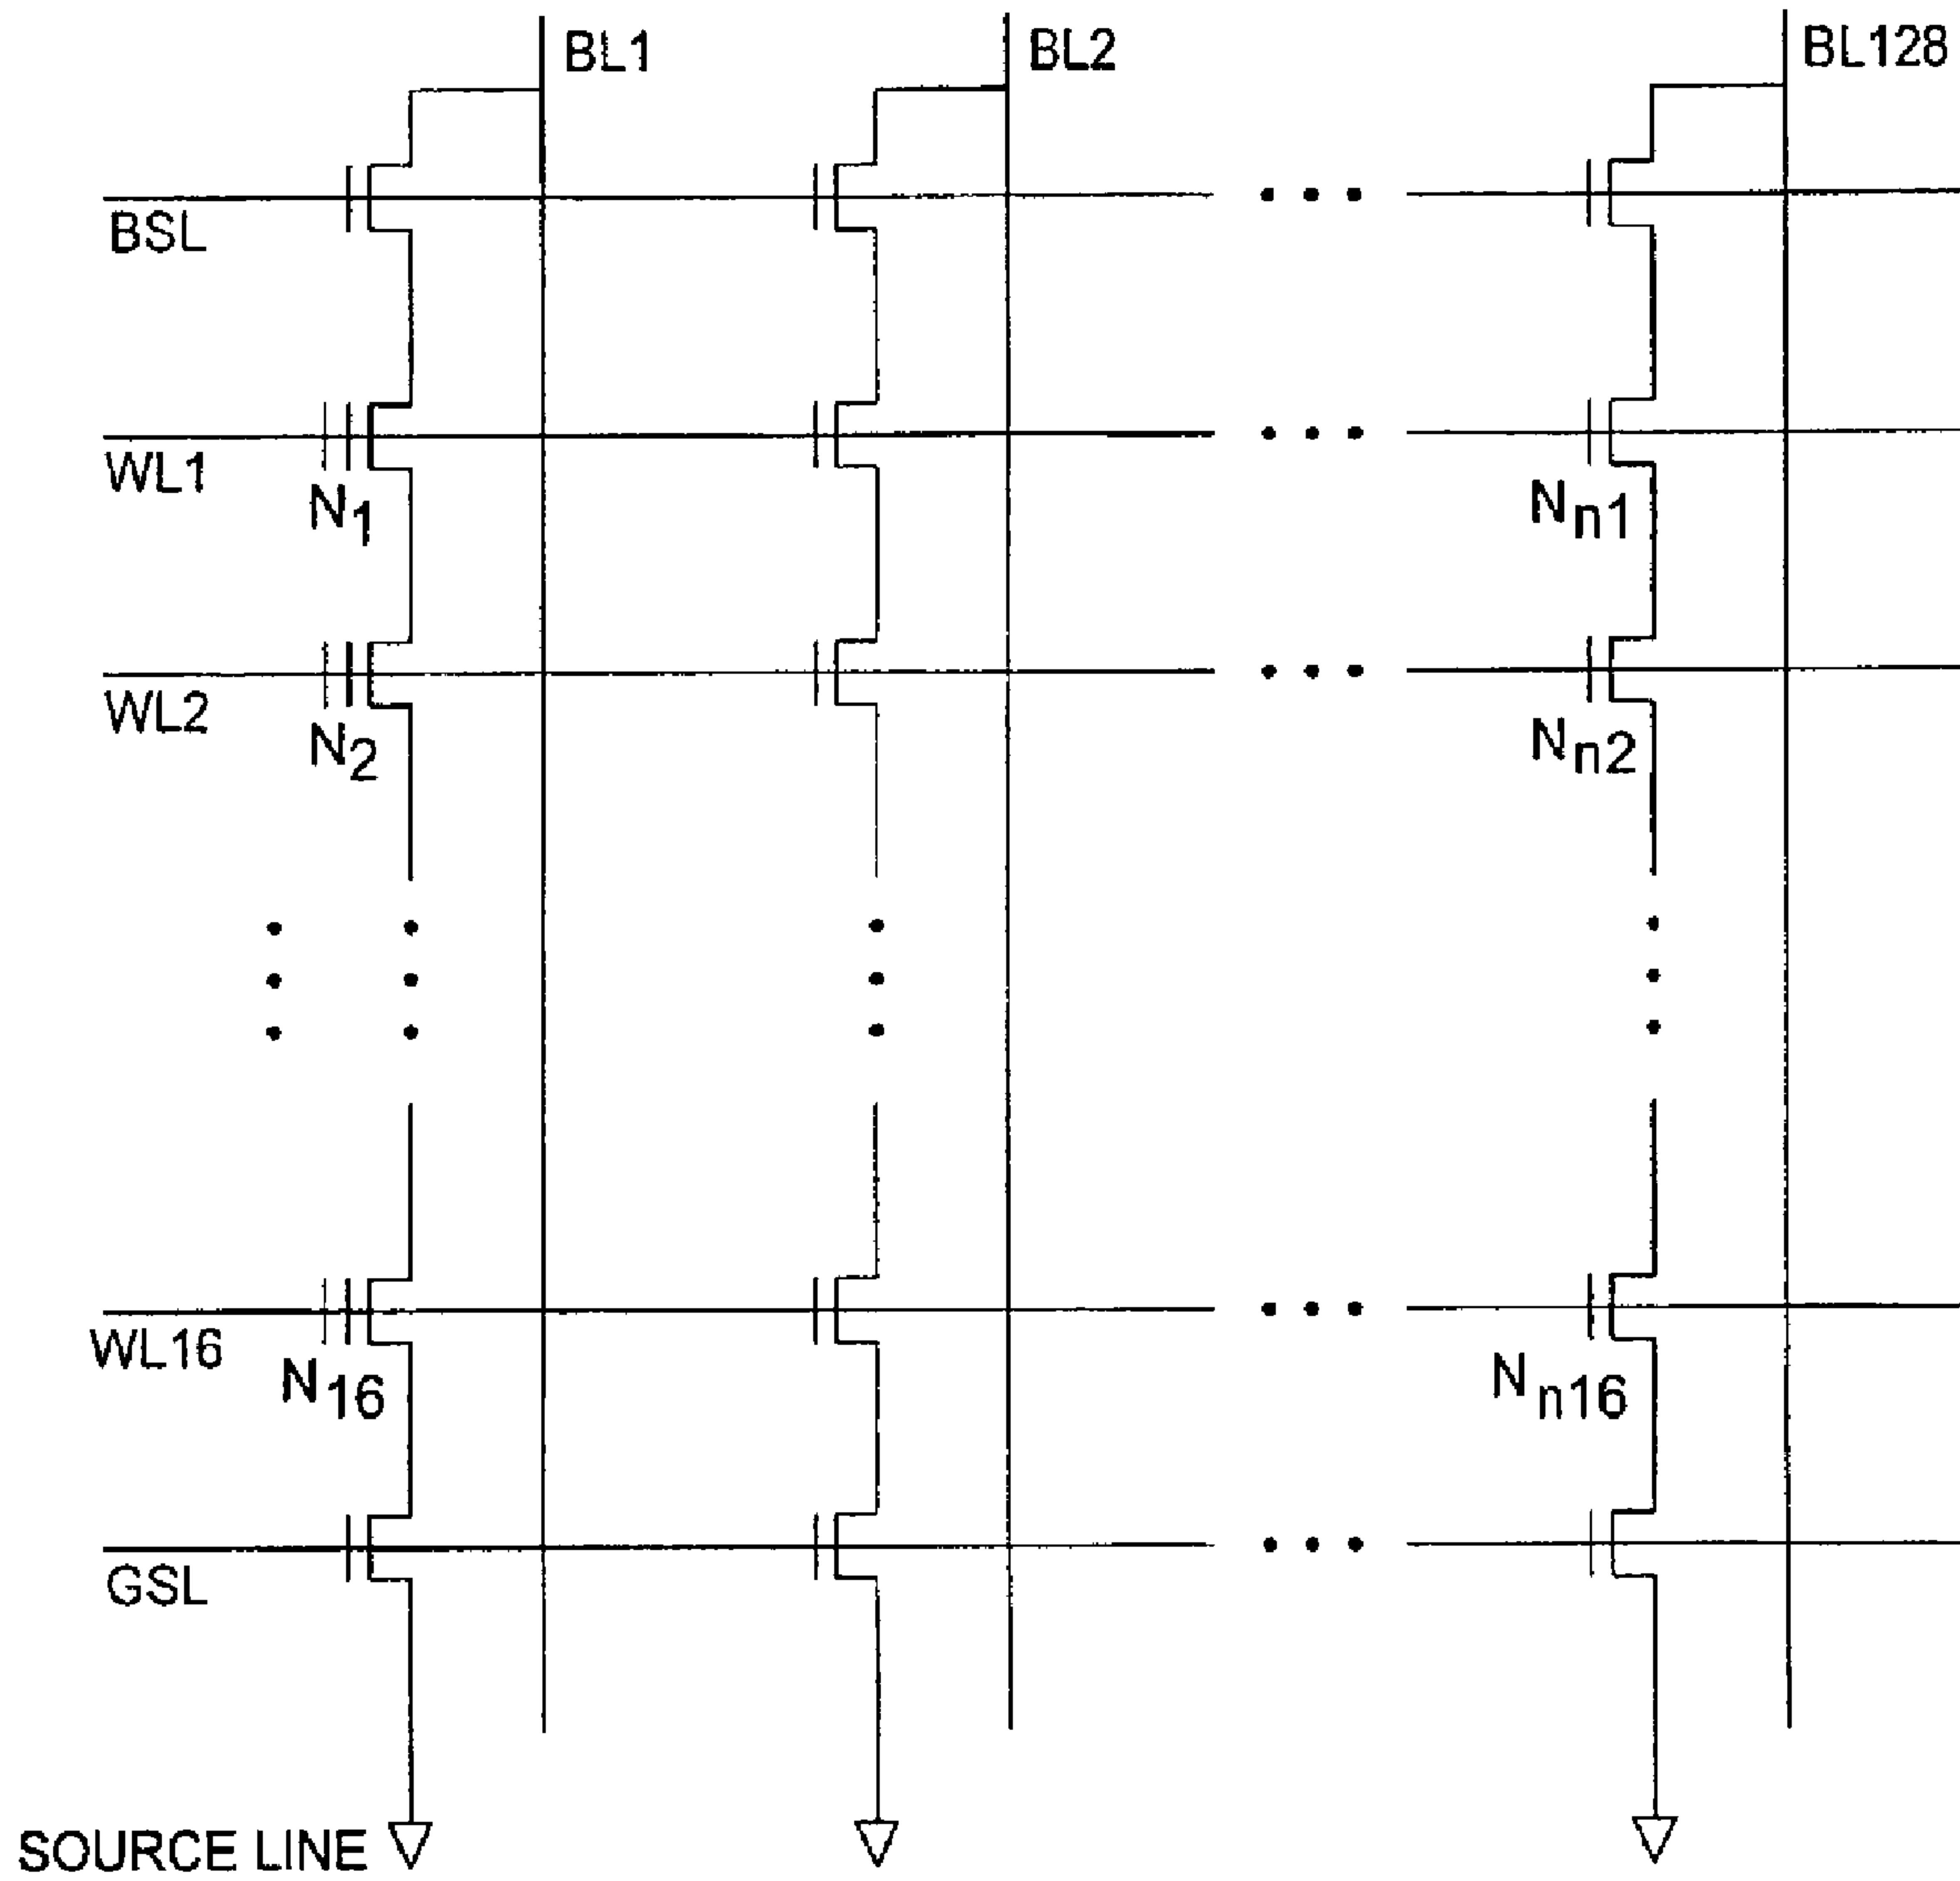 BL1
BL2
BL128
BSL
WL1
N1
Nn1
WL2
N2
Nn2
WL16
N16
Nn16
GSL
SOURCE LINE